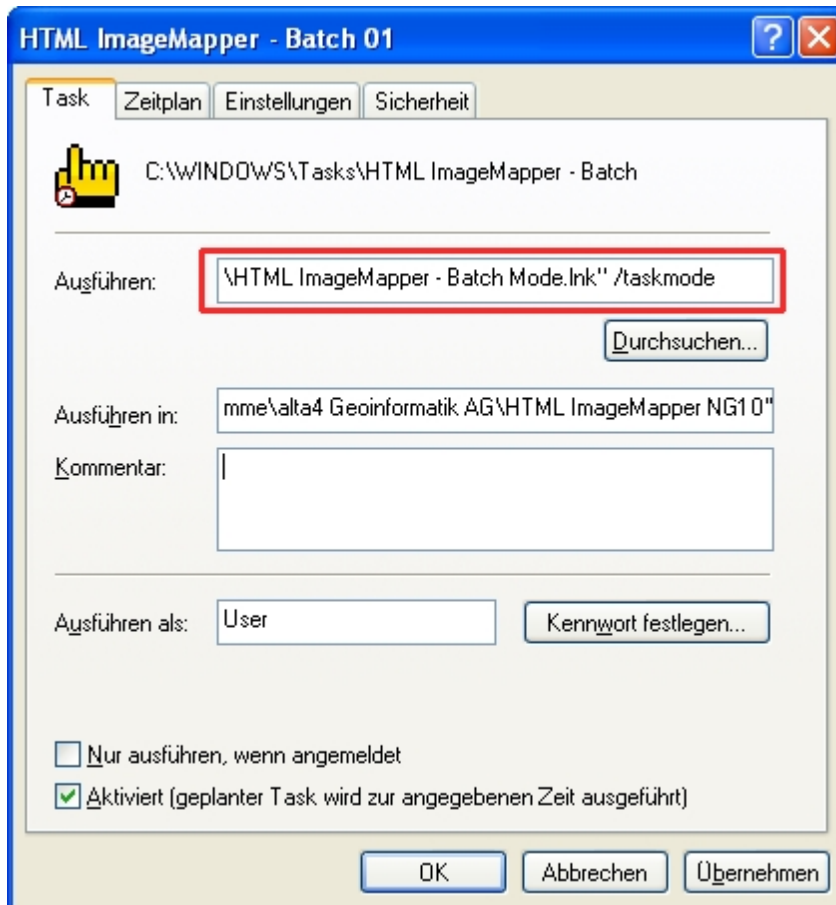 HTML ImageMapper - Batch 01
Task Zeitplan Einstellungen Sicherheit
C:\WINDOWS\Tasks\HTML ImageMapper - Batch
Ausführen: \HTML ImageMapper - Batch Mode.lnk" /taskmode
Durchsuchen...
Ausführen in: mme\alta4 Geoinformatik AG\HTML ImageMapper NG10"
Kommentar:
Ausführen als: User Kennwort festlegen...
Nur ausführen, wenn angemeldet
Aktiviert (geplanter Task wird zur angegebenen Zeit ausgeführt)
OK Abbrechen Übernehmen